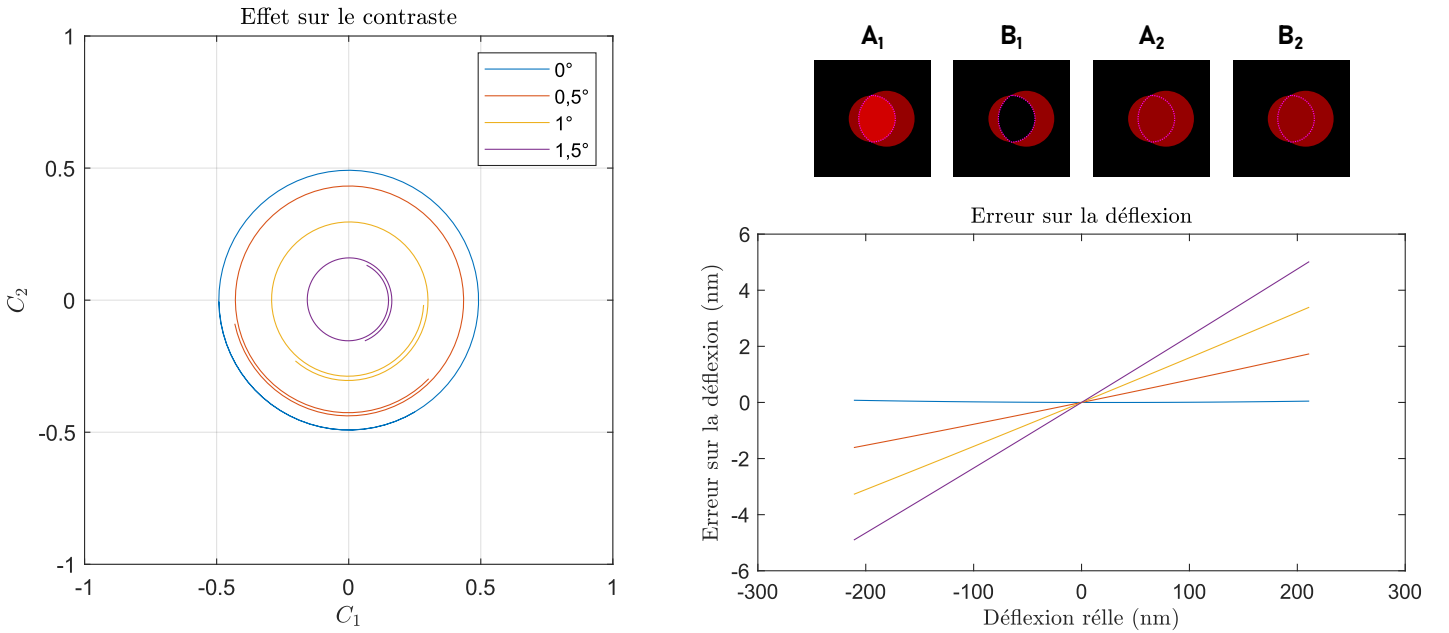 Effet sur le contraste
1
0.5
0
-0.5
-1
-1
-0.5
0
0.5
1
C2
C1
0°
0,5°
1°
1,5°
A1
B1
A2
B2
Erreur sur la déflexion
6
4
2
0
-2
-4
-6
-300
-200
-100
0
100
200
300
Erreur sur la déflexion (nm)
Déflexion rélle (nm)